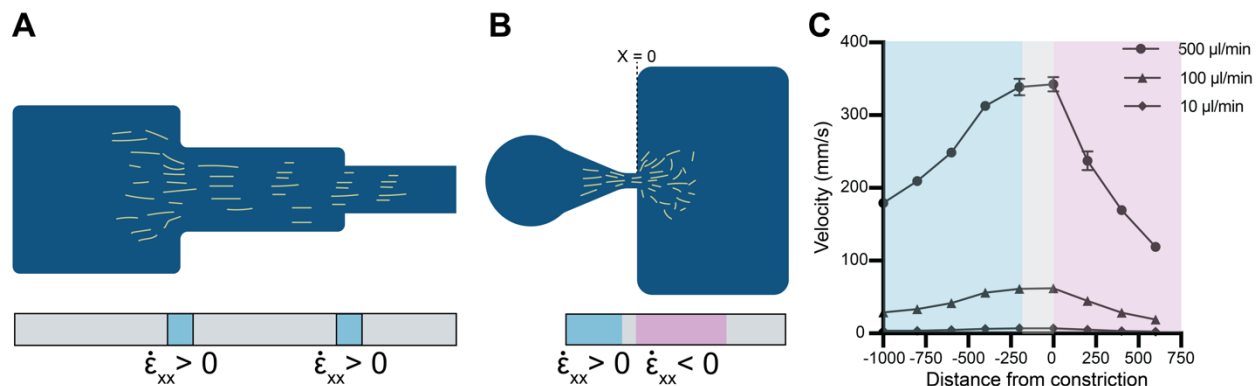 A
ε̇xx > 0
ε̇xx > 0
B
X = 0
ε̇xx > 0
ε̇xx < 0
C
400
300
200
100
0
Velocity (mm/s)
500 µl/min
100 µl/min
10 µl/min
-1000 -750 -500 -250 0 250 500 750
Distance from constriction